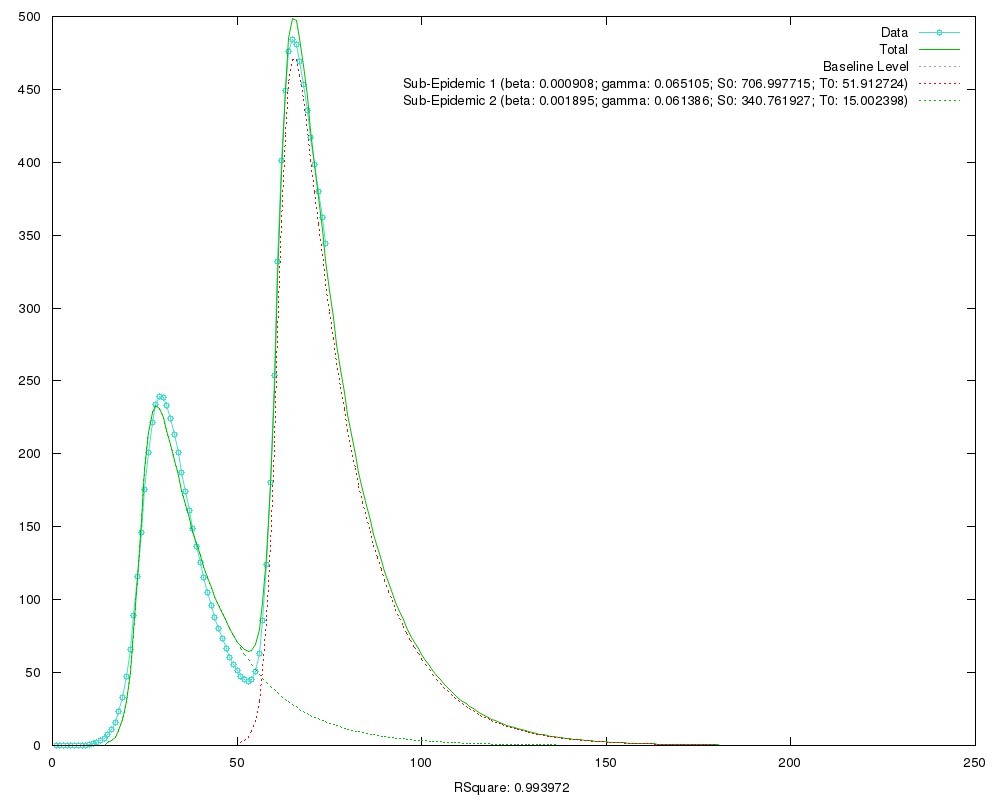 500
450
400
350
300
250
200
150
100
50
0
0 50 100 150 200 250
Data
Total
Baseline Level
Sub-Epidemic 1 (beta: 0.000908; gamma: 0.065105; S0: 706.997715; T0: 51.912724)
Sub-Epidemic 2 (beta: 0.001895; gamma: 0.061386; S0: 340.761927; T0: 15.002398)
RSquare: 0.993972